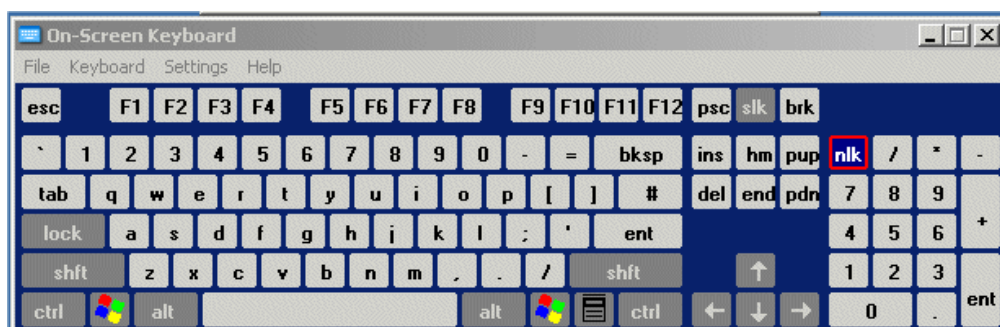 On-Screen Keyboard
File Keyboard Settings Help
esc F1 F2 F3 F4 F5 F6 F7 F8 F9 F10 F11 F12 psc slk brk
` 1 2 3 4 5 6 7 8 9 0 - = bksp ins hm pup nlk / * -
tab q w e r t y u i o p [ ] # del end pdn 7 8 9 +
lock a s d f g h j k l ; ' ent 4 5 6
shft z x c v b n m , . / shft ↑ 1 2 3 ent
ctrl alt alt ctrl ← ↓ → 0 .